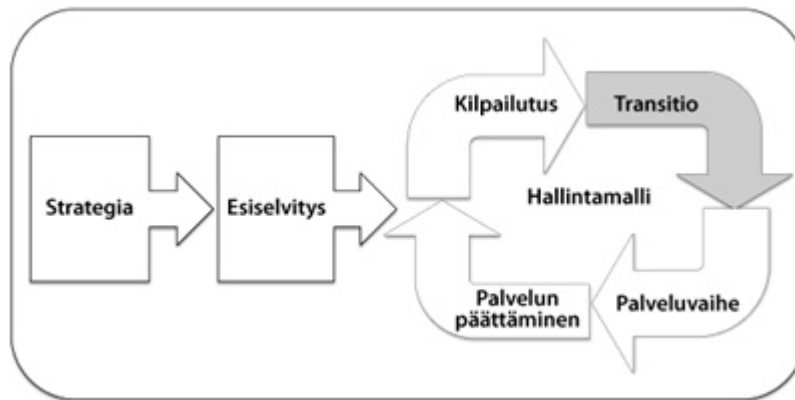 Strategia
Esiselvitys
Kilpailutus
Transitio
Hallintamalli
Palveluvaihe
Palvelun
päättäminen